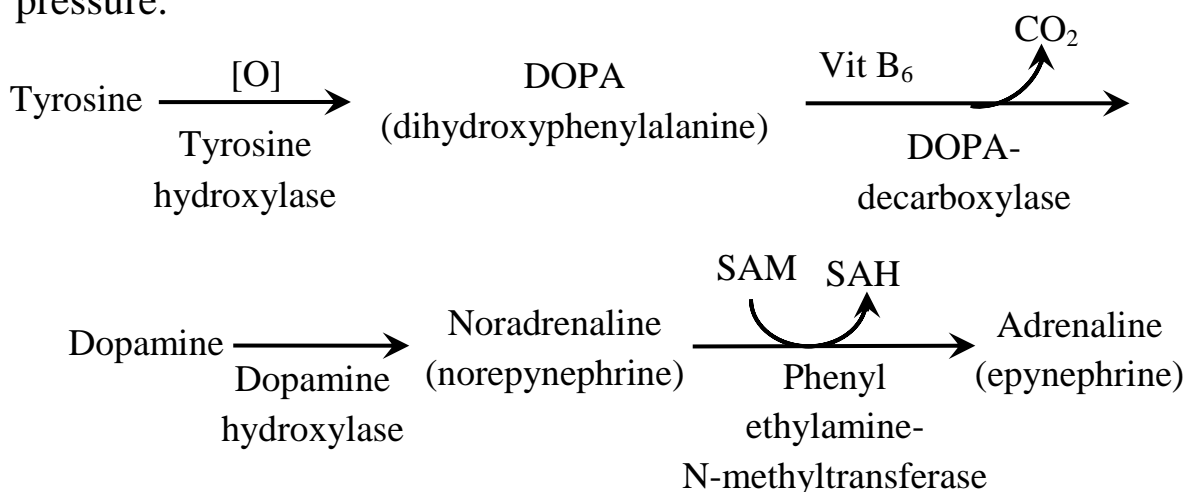 pressure.
CO₂
[O] DOPA Vit B₆
Tyrosine (dihydroxyphenylalanine)
Tyrosine DOPA-
hydroxylase decarboxylase
SAM SAH
Noradrenaline Adrenaline
Dopamine (norepynephrine) (epynephrine)
Dopamine Phenyl
hydroxylase ethylamine-
N-methyltransferase